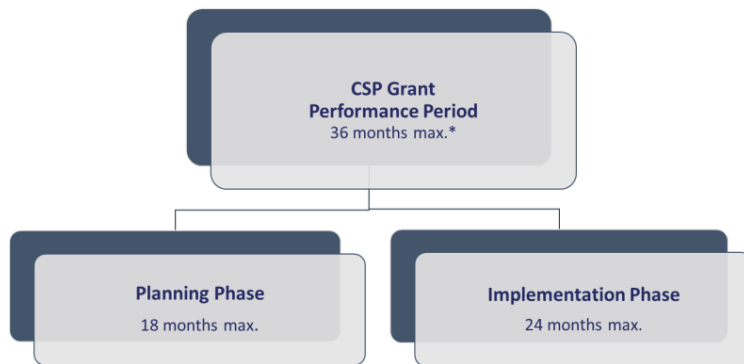 CSP Grant
Performance Period
36 months max.*
Planning Phase
18 months max.
Implementation Phase
24 months max.